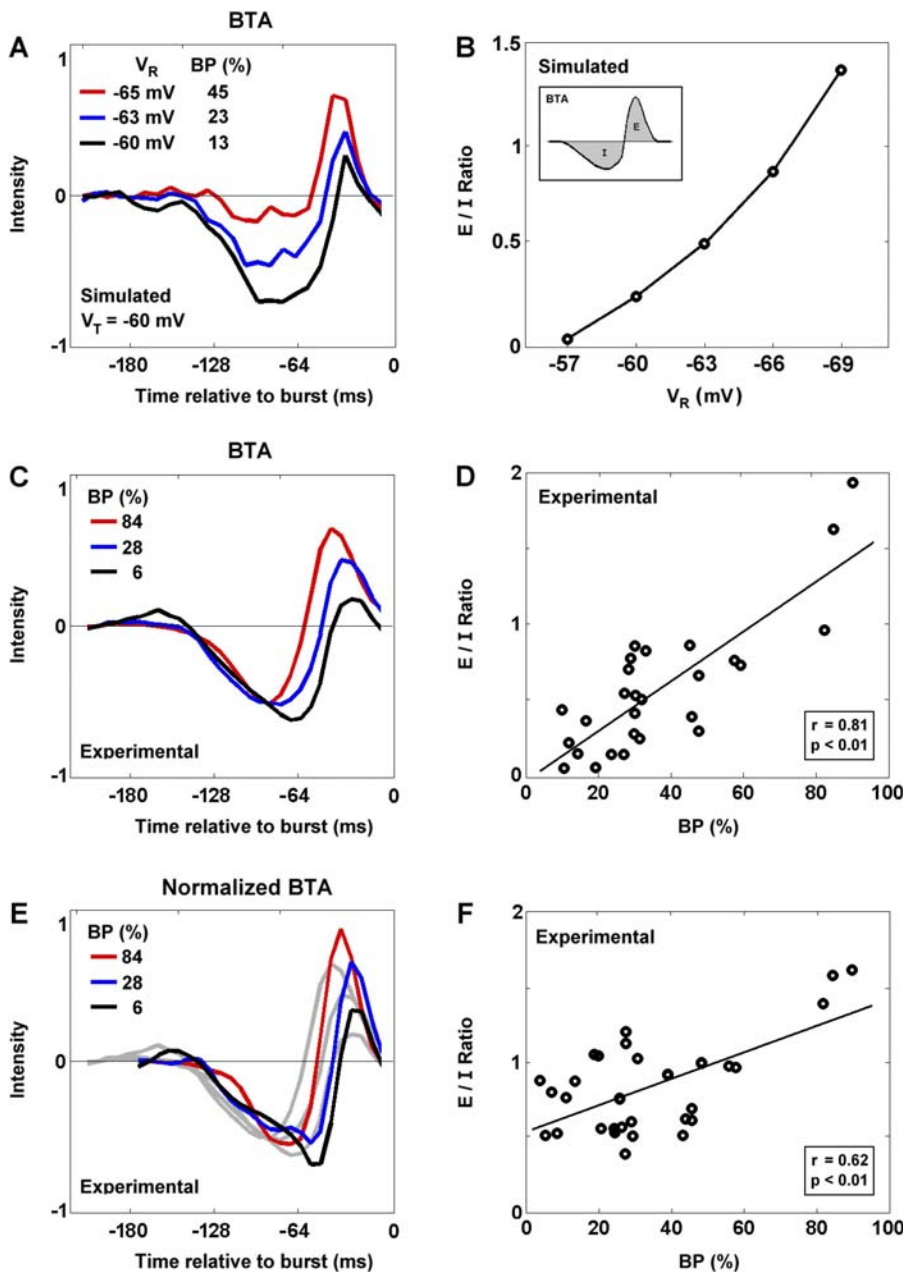 A
BTA
V_R BP (%)
-65 mV 45
-63 mV 23
-60 mV 13
1
0
-1
Intensity
Simulated
V_T = -60 mV
-180 -128 -64 0
Time relative to burst (ms)
B
Simulated
BTA
E
I
1.5
1
0.5
0
E / I Ratio
-57 -60 -63 -66 -69
V_R (mV)
C
BTA
BP (%)
84
28
6
1
0
-1
Intensity
Experimental
-180 -128 -64 0
Time relative to burst (ms)
D
Experimental
2
1
0
E / I Ratio
r = 0.81
p < 0.01
0 20 40 60 80 100
BP (%)
E
Normalized BTA
BP (%)
84
28
6
1
0
-1
Intensity
Experimental
-180 -128 -64 0
Time relative to burst (ms)
F
Experimental
2
1
0
E / I Ratio
r = 0.62
p < 0.01
0 20 40 60 80 100
BP (%)